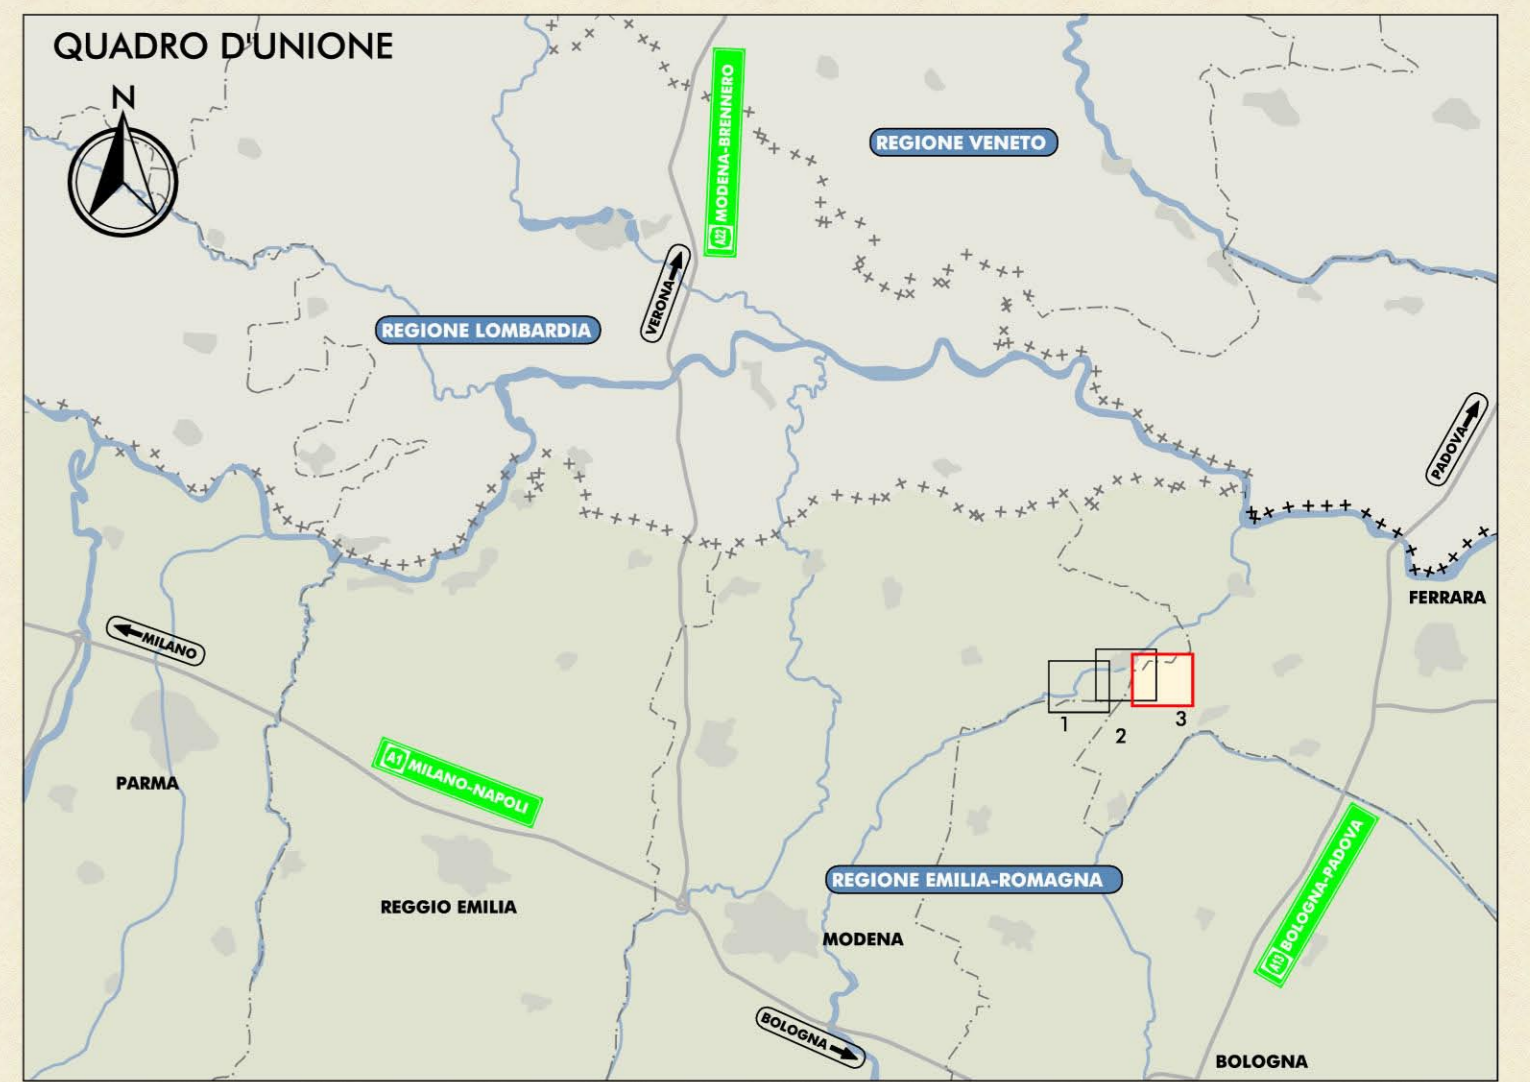 QUADRO D'UNIONE
N
A22 MODENA-BRENNERO
REGIONE VENETO
VERONA
REGIONE LOMBARDIA
PADOVA
FERRARA
MILANO
1
2
3
PARMA
A1 MILANO-NAPOLI
REGIONE EMILIA-ROMAGNA
A13 BOLOGNA-PADOVA
REGGIO EMILIA
MODENA
BOLOGNA
BOLOGNA